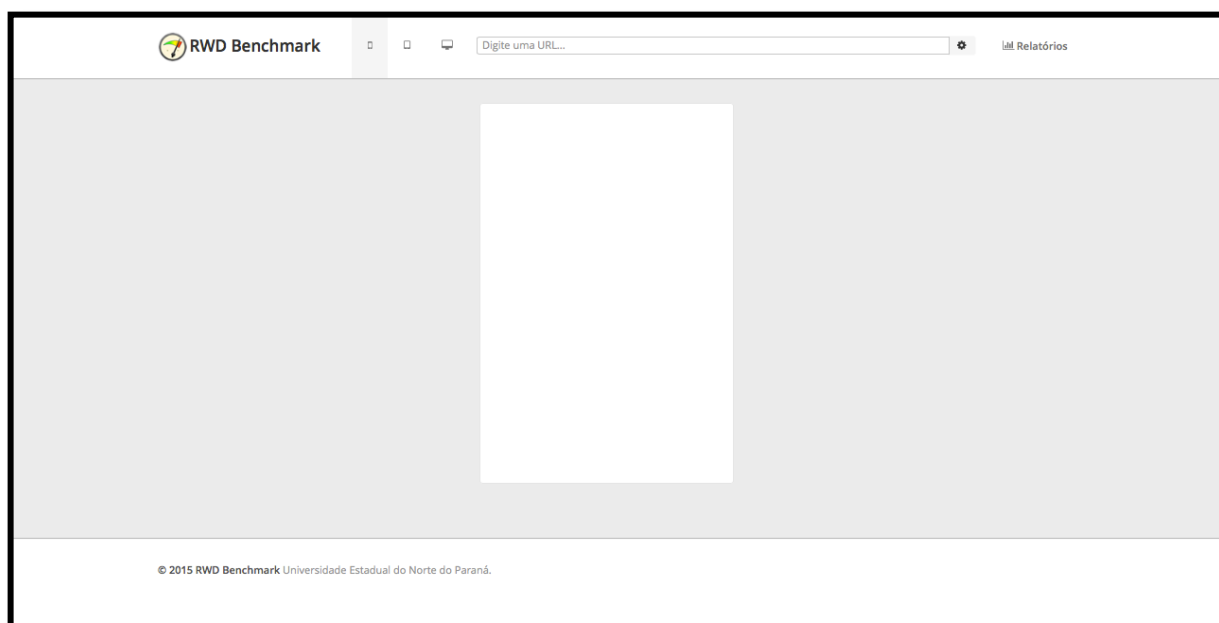 RWD Benchmark
Digite uma URL...
Relatórios
© 2015 RWD Benchmark Universidade Estadual do Norte do Paraná.